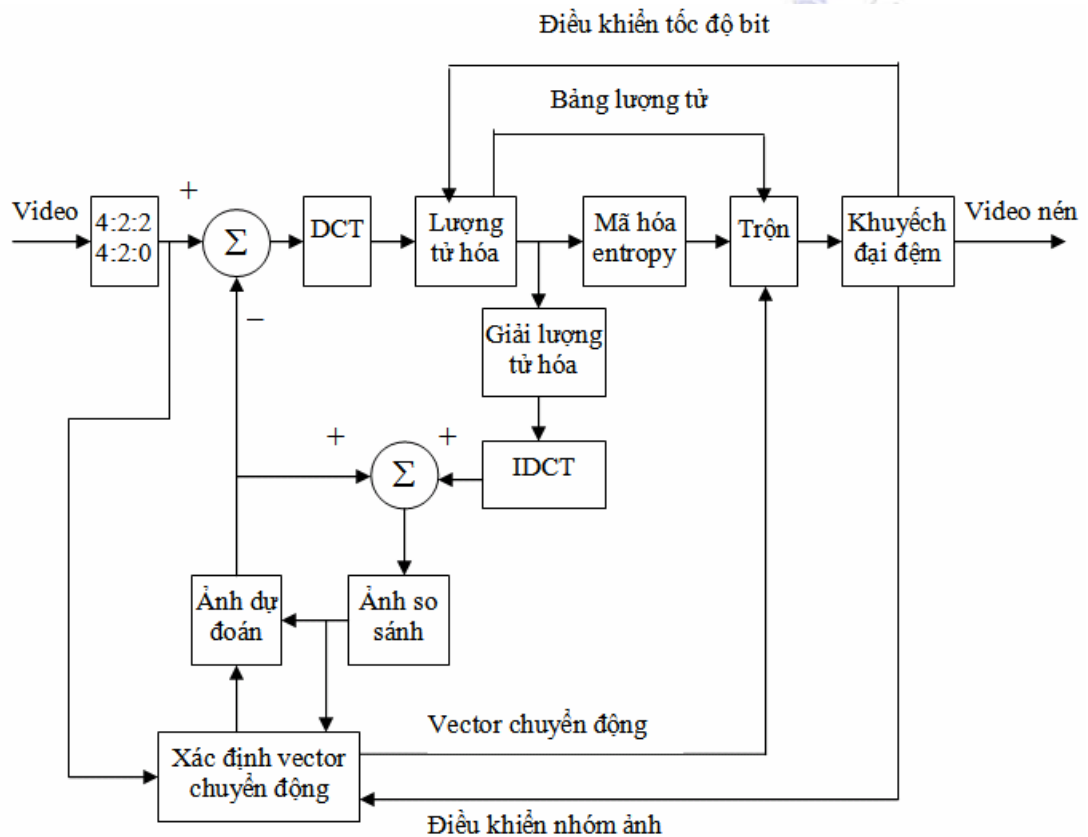 Điều khiển tốc độ bit
Bảng lượng tử
+
Video
4:2:2
4:2:0
Σ
DCT
Lượng
tử hóa
Mã hóa
entropy
Trộn
Khuyếch
đại đệm
Video nén
−
Giải lượng
tử hóa
+
+
Σ
IDCT
Ảnh dự
đoán
Ảnh so
sánh
Vector chuyển động
Xác định vector
chuyển động
Điều khiển nhóm ảnh